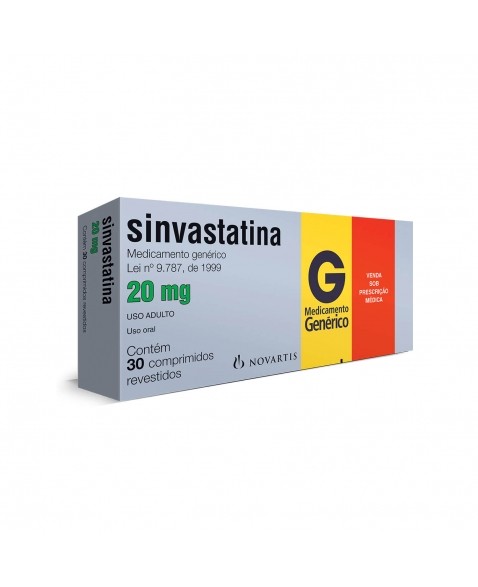 sinvastatina
20 mg
Contém 30 comprimidos revestidos
sinvastatina
Medicamento genérico
Lei nº 9.787, de 1999
20 mg
USO ADULTO
Uso oral
Contém
30 comprimidos
revestidos
NOVARTIS
G
Medicamento
Genérico
VENDA
SOB
PRESCRIÇÃO
MÉDICA